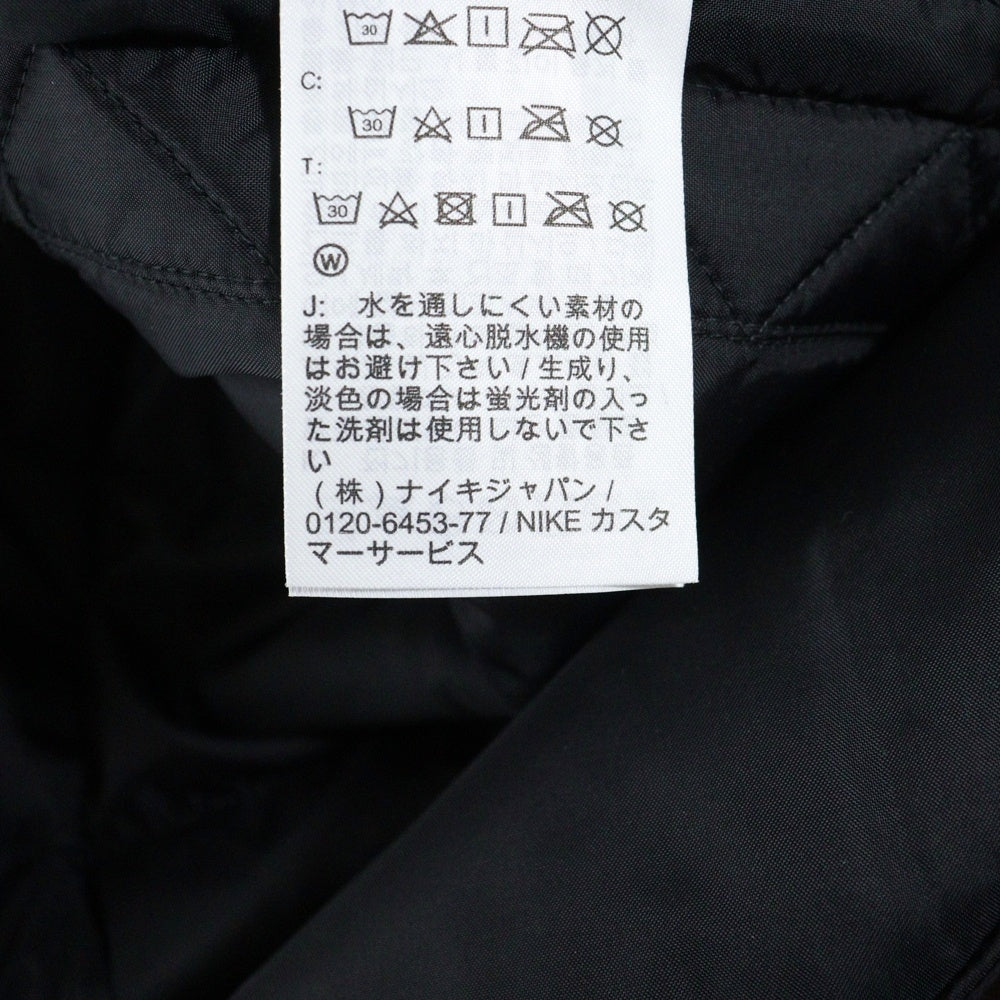 30
C:
30
T:
30
W
J: 水を通しにくい素材の
場合は、遠心脱水機の使用
はお避け下さい / 生成り、
淡色の場合は蛍光剤の入っ
た洗剤は使用しないで下さ
い
(株)ナイキジャパン /
0120-6453-77 / NIKE カスタ
マーサービス